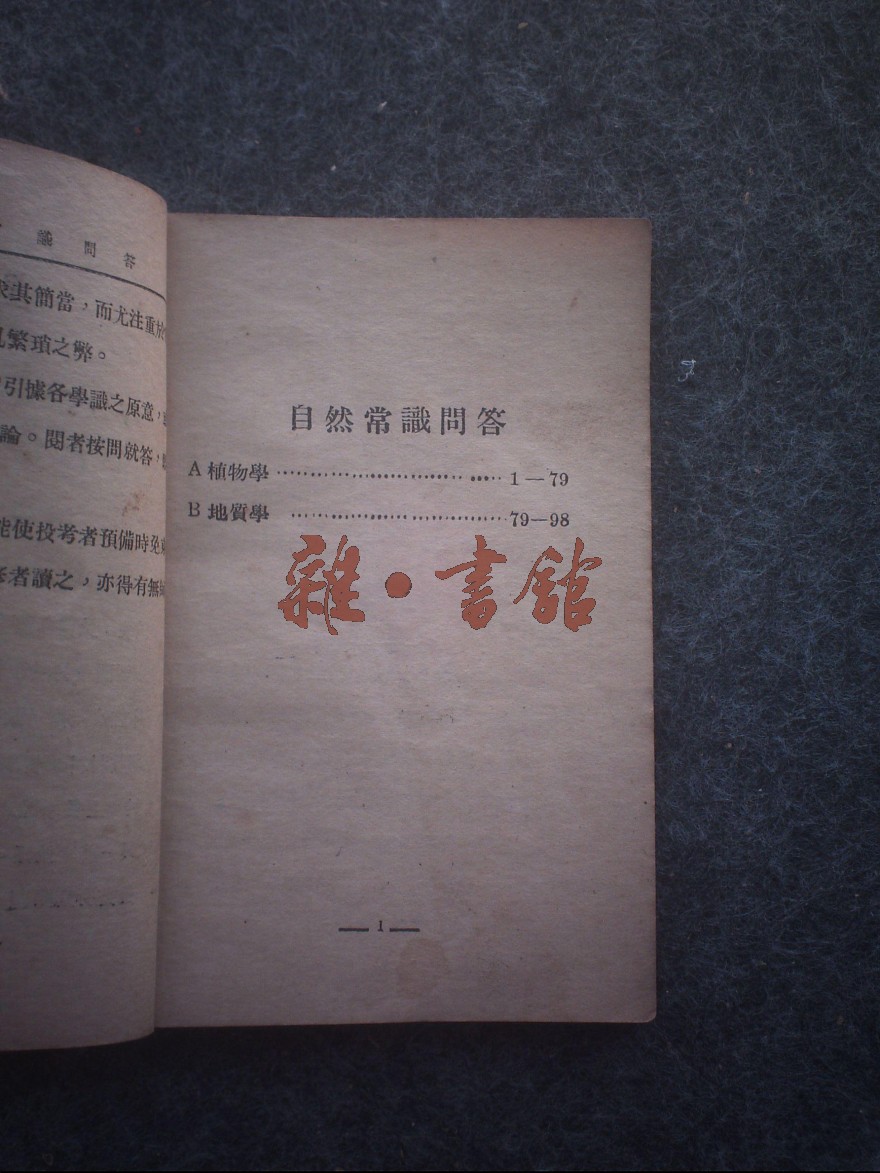 識問答
其簡當，而尤注重於
繁瑣之弊。
引據各學識之原意，
論。閱者按問就答，
能使投考者預備時免
者讀之，亦得有無
自然常識問答
A 植物學 ································ 1—79
B 地質學 ································ 79—98
雜·書館
— 1 —